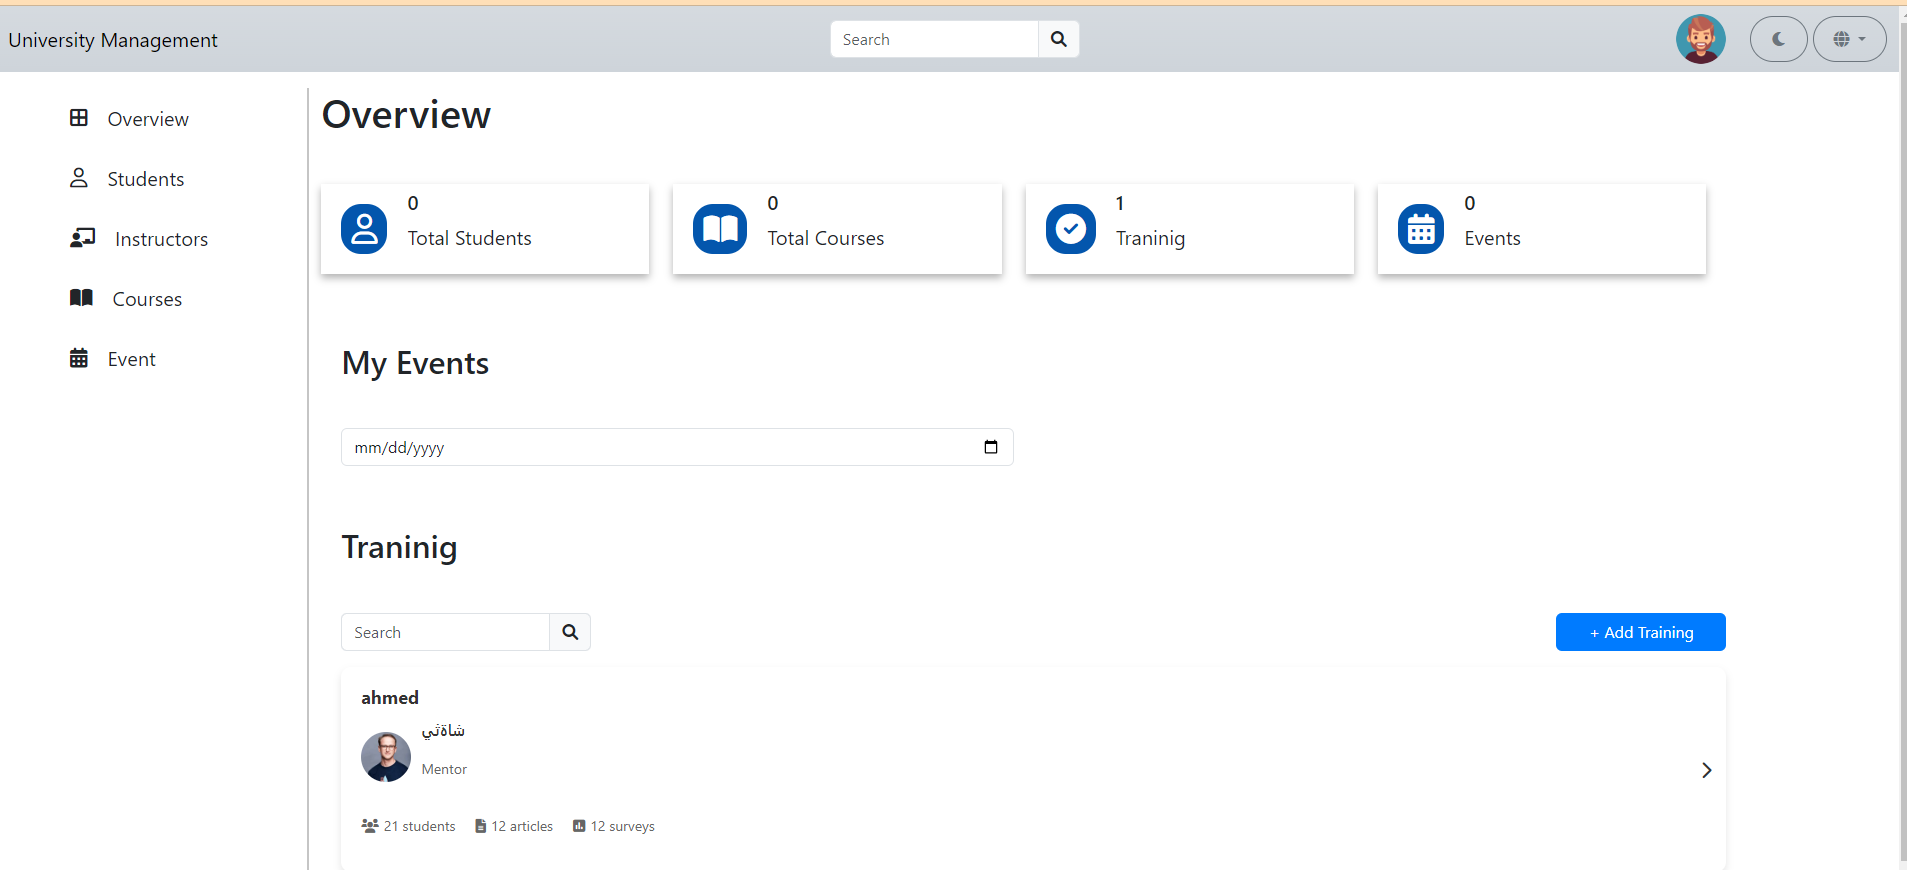 University Management
Search
Overview
Students
Instructors
Courses
Event
Overview
0
Total Students
0
Total Courses
1
Traninig
0
Events
My Events
mm/dd/yyyy
Traninig
Search
+ Add Training
ahmed
شاةثي
Mentor
21 students 12 articles 12 surveys